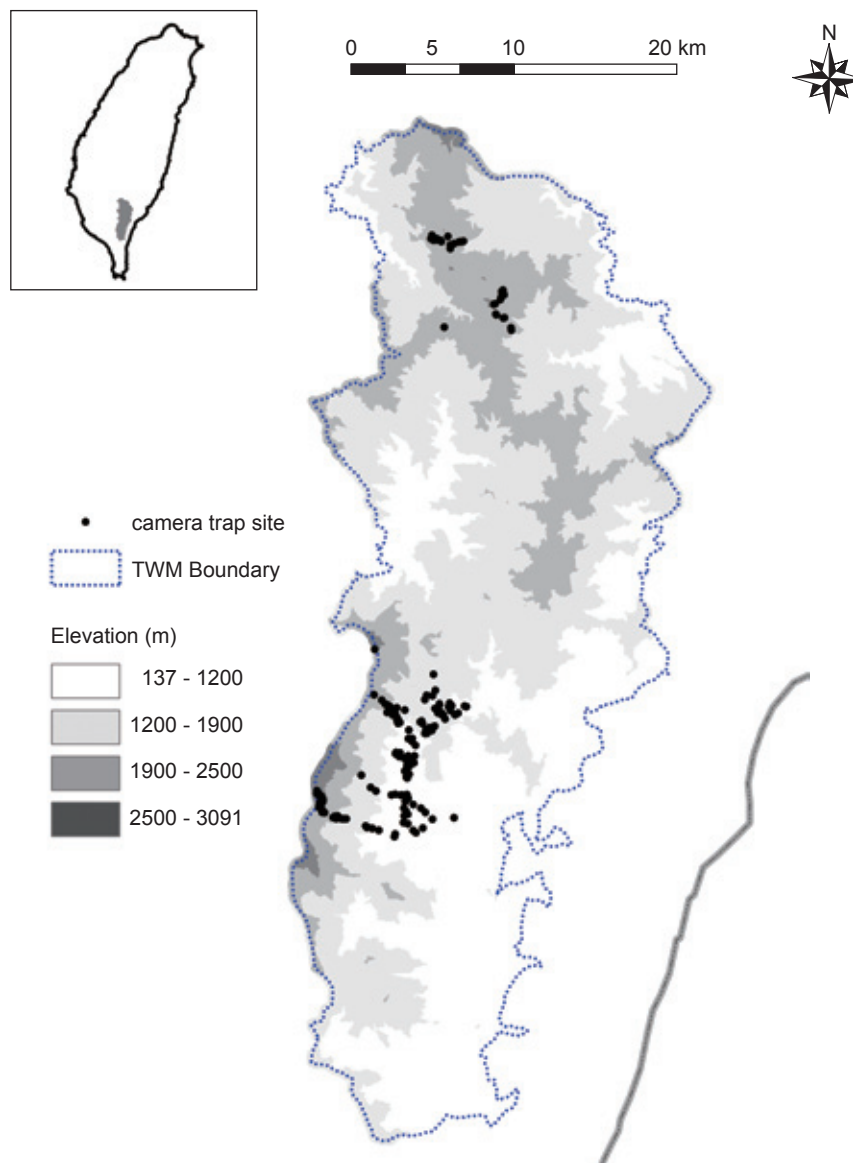 0 5 10 20 km
N
camera trap site
TWM Boundary
Elevation (m)
137 - 1200
1200 - 1900
1900 - 2500
2500 - 3091